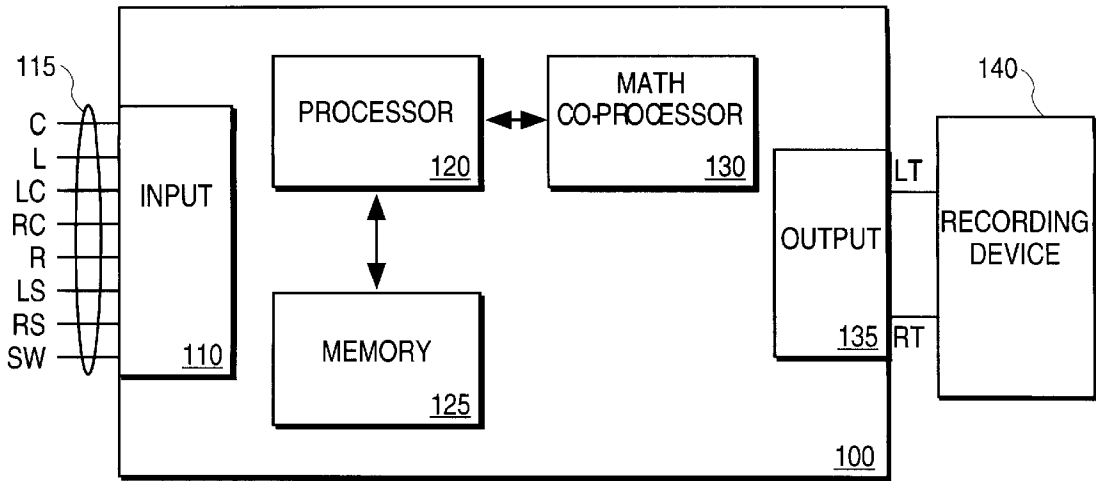 115
C
L
LC
RC
R
LS
RS
SW
INPUT
110
PROCESSOR
120
MATH
CO-PROCESSOR
130
MEMORY
125
OUTPUT
135
LT
RT
140
RECORDING
DEVICE
100